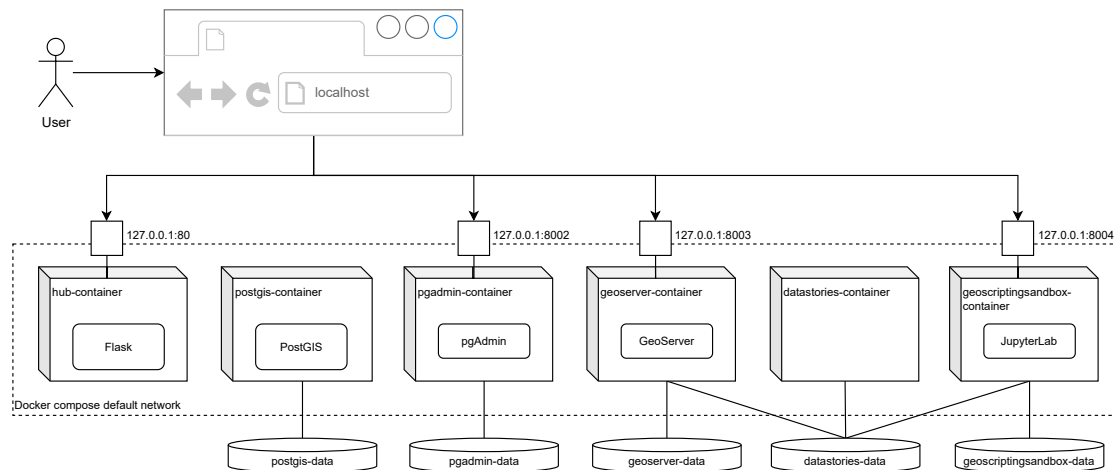 localhost
User
127.0.0.1:80
127.0.0.1:8002
127.0.0.1:8003
127.0.0.1:8004
hub-container
postgis-container
pgadmin-container
geoserver-container
datastories-container
geoscriptingsandbox-
container
Flask
PostGIS
pgAdmin
GeoServer
JupyterLab
Docker compose default network
postgis-data
pgadmin-data
geoserver-data
datastories-data
geoscriptingsandbox-data